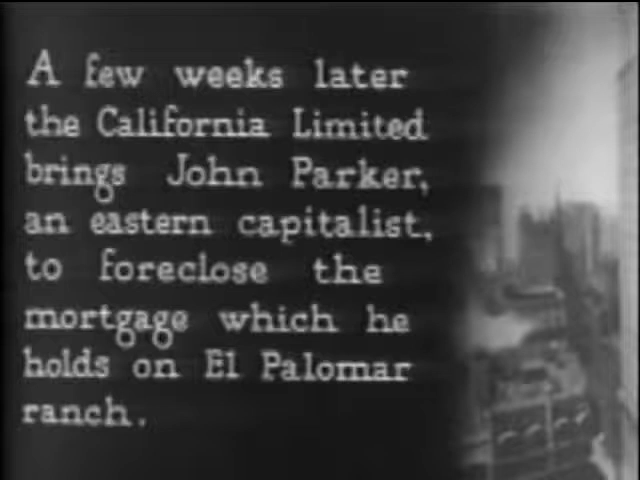 A few weeks later
the California Limited
brings John Parker,
an eastern capitalist,
to foreclose the
mortgage which he
holds on El Palomar
ranch.